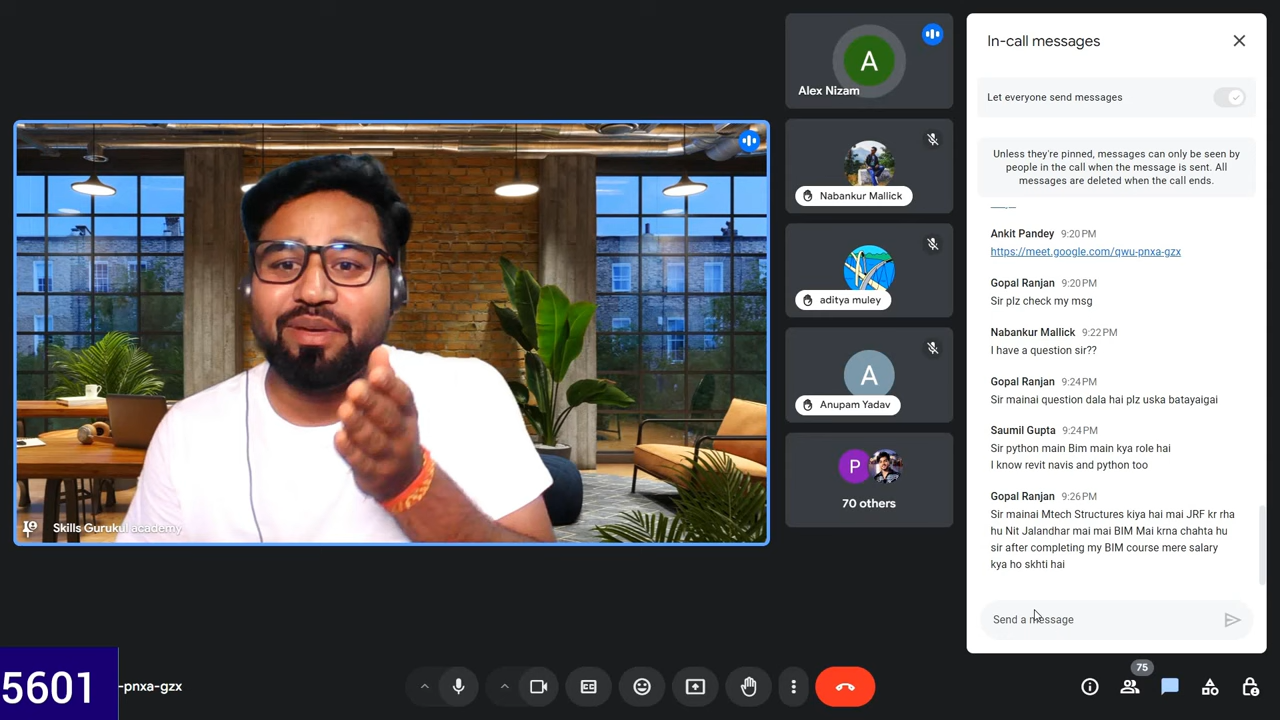 In-call messages
Let everyone send messages
Unless they're pinned, messages can only be seen by
people in the call when the message is sent. All
messages are deleted when the call ends.
Ankit Pandey 9:20 PM
https://meet.google.com/qwu-pnxa-gzx
Gopal Ranjan 9:20 PM
Sir plz check my msg
Nabankur Mallick 9:22 PM
I have a question sir??
Gopal Ranjan 9:24 PM
Sir mainai question dala hai plz uska batayaigai
Saumil Gupta 9:24 PM
Sir python main Bim main kya role hai
I know revit navis and python too
Gopal Ranjan 9:26 PM
Sir mainai Mtech Structures kiya hai mai JRF kr rha
hu Nit Jalandhar mai mai BIM Mai krna chahta hu
sir after completing my BIM course mere salary
kya ho skhti hai
Send a message
A
Alex Nizam
Nabankur Mallick
aditya muley
A
Anupam Yadav
P
70 others
Skills Gurukul academy
5601
-pnxa-gzx
75